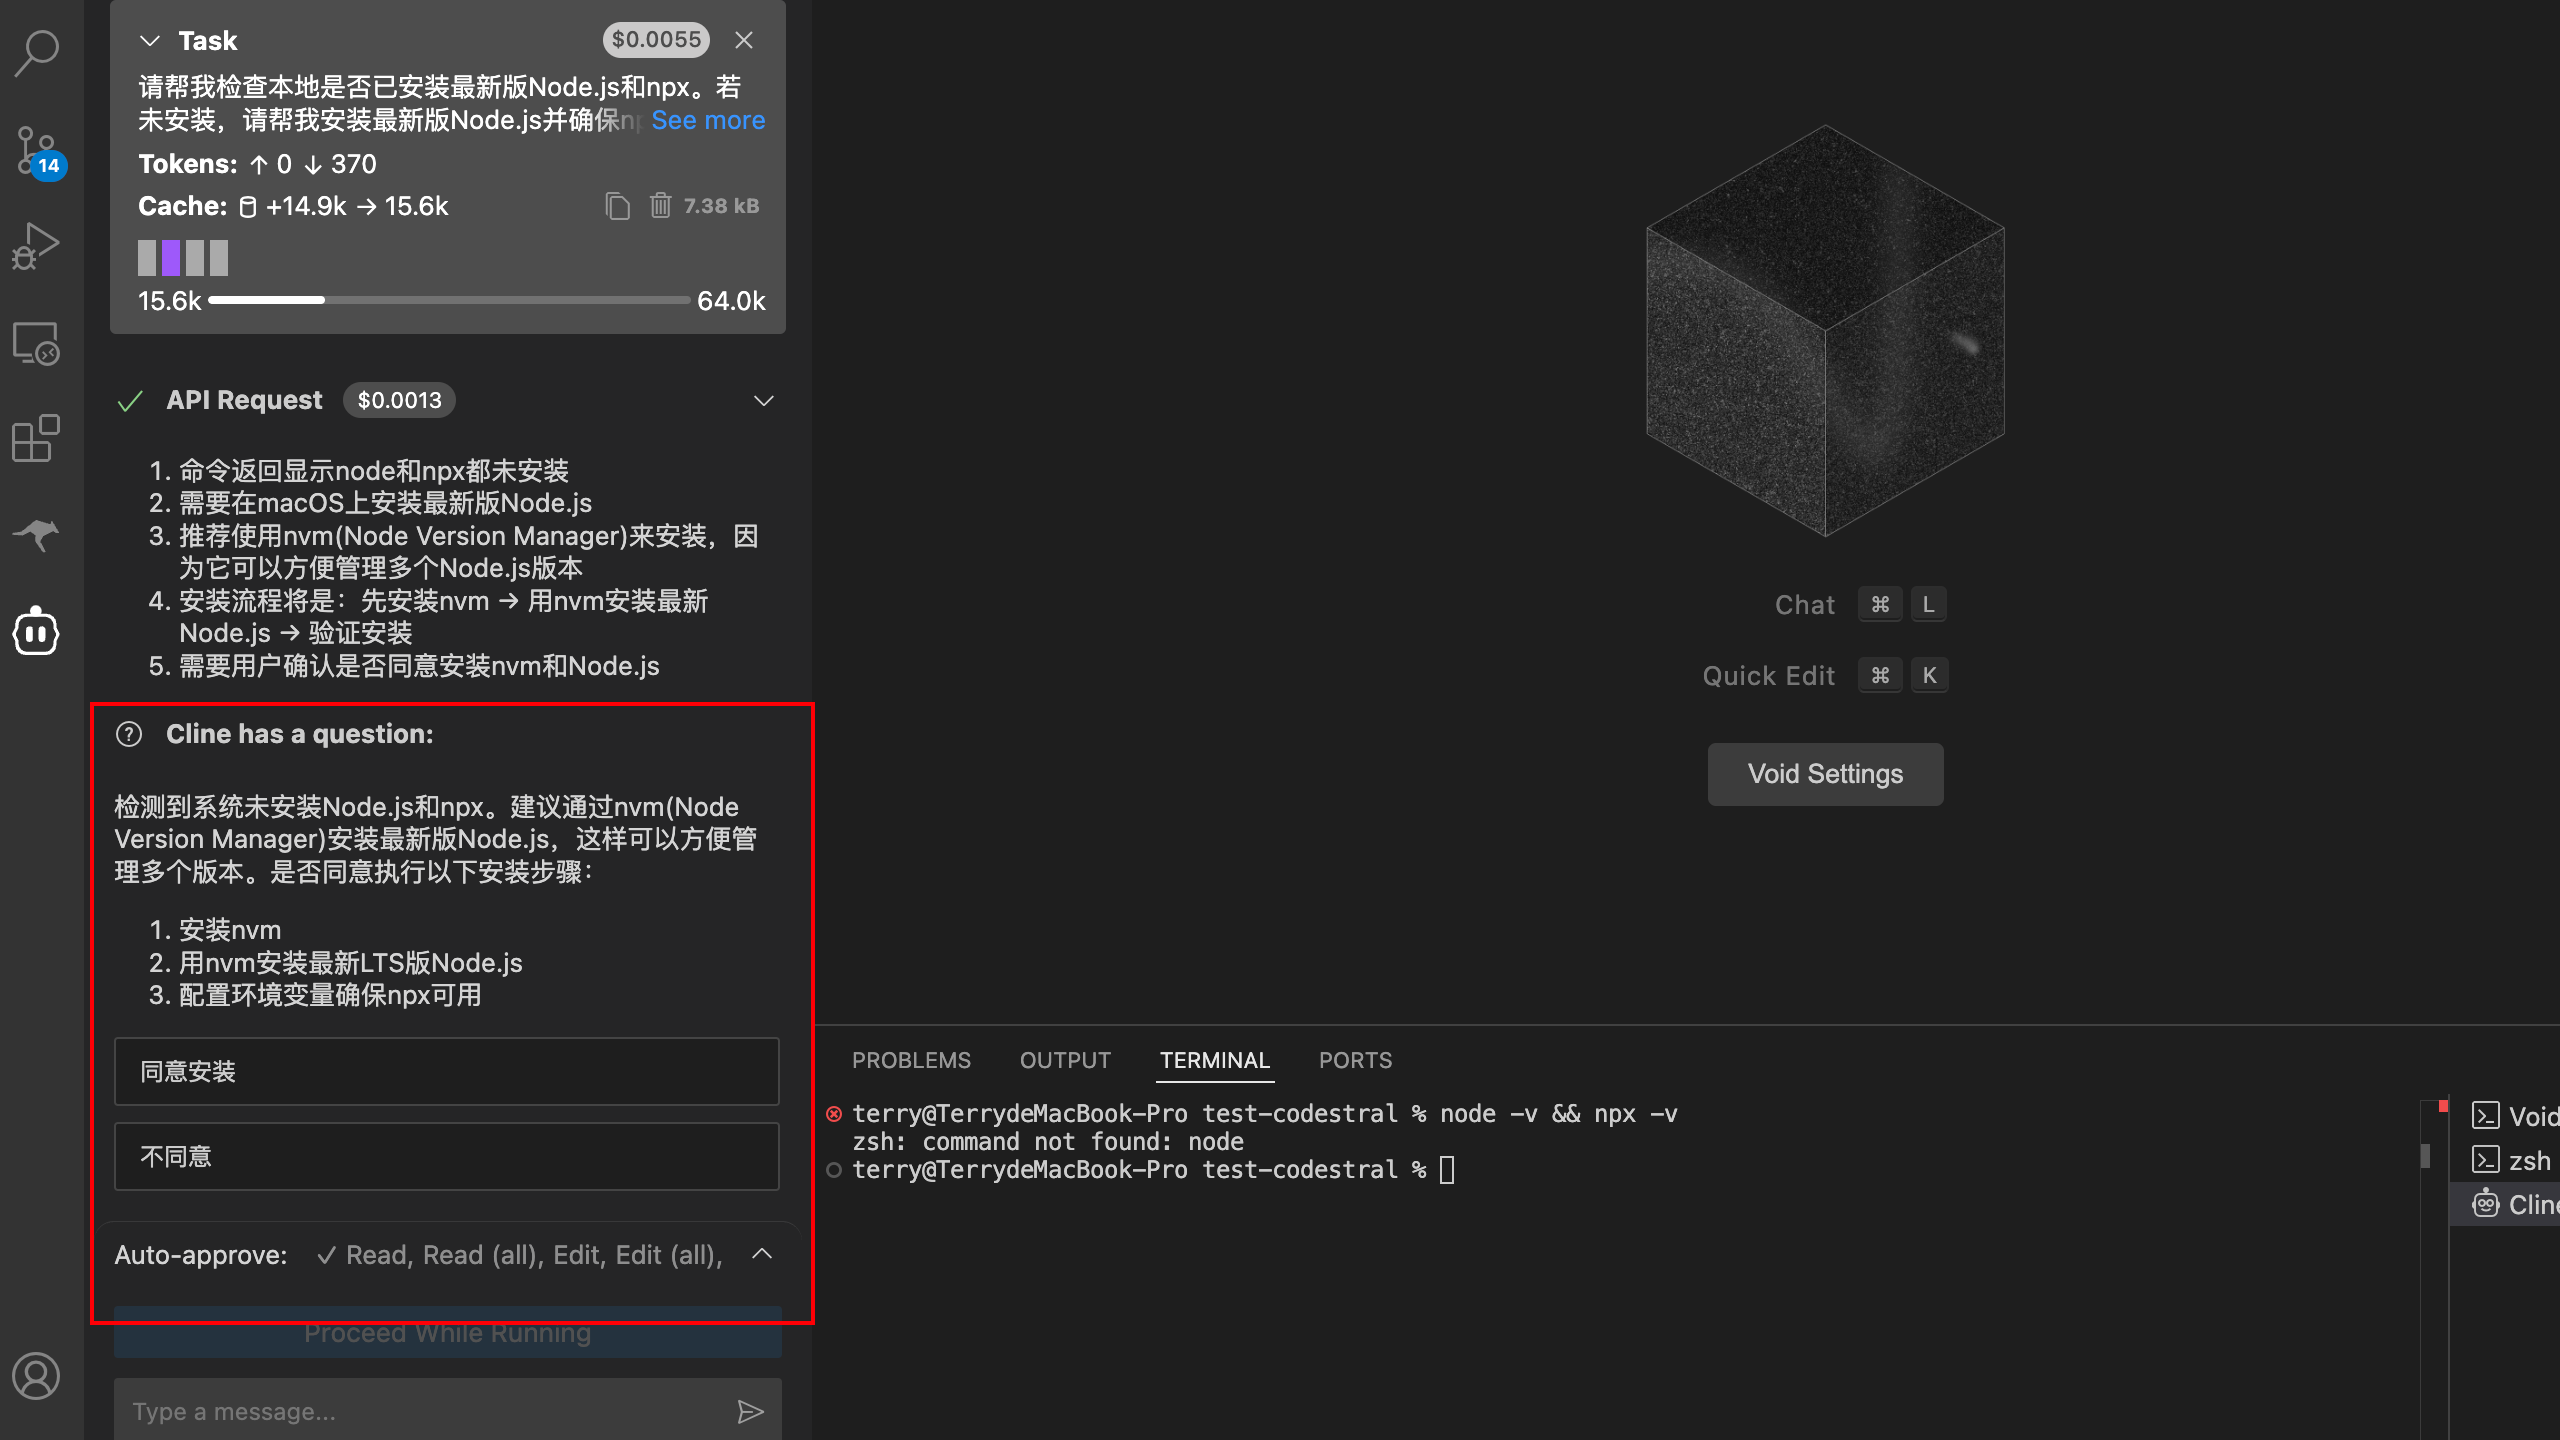 Task
$0.0055
请帮我检查本地是否已安装最新版Node.js和npx。若
未安装，请帮我安装最新版Node.js并确保np See more
Tokens: ↑ 0 ↓ 370
Cache: +14.9k → 15.6k
7.38 kB
15.6k
64.0k
14
API Request
$0.0013
1. 命令返回显示node和npx都未安装
2. 需要在macOS上安装最新版Node.js
3. 推荐使用nvm(Node Version Manager)来安装，因
为它可以方便管理多个Node.js版本
4. 安装流程将是：先安装nvm → 用nvm安装最新
Node.js → 验证安装
5. 需要用户确认是否同意安装nvm和Node.js
Cline has a question:
检测到系统未安装Node.js和npx。建议通过nvm(Node
Version Manager)安装最新版Node.js，这样可以方便管
理多个版本。是否同意执行以下安装步骤：
1. 安装nvm
2. 用nvm安装最新LTS版Node.js
3. 配置环境变量确保npx可用
同意安装
不同意
Auto-approve: ✓ Read, Read (all), Edit, Edit (all),
Proceed While Running
Type a message...
Chat ⌘ L
Quick Edit ⌘ K
Void Settings
PROBLEMS OUTPUT TERMINAL PORTS
terry@TerrydeMacBook-Pro test-codestral % node -v && npx -v
zsh: command not found: node
terry@TerrydeMacBook-Pro test-codestral %
Void
zsh
Cline